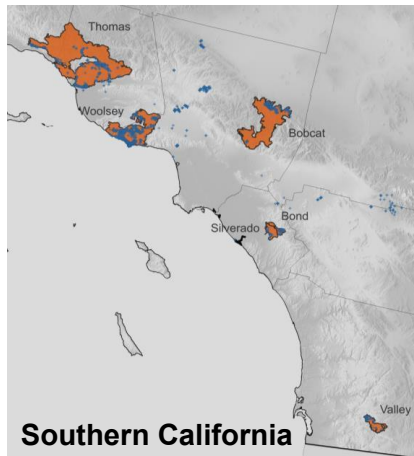 Thomas
Woolsey
Bobcat
Bond
Silverado
Valley
Southern California